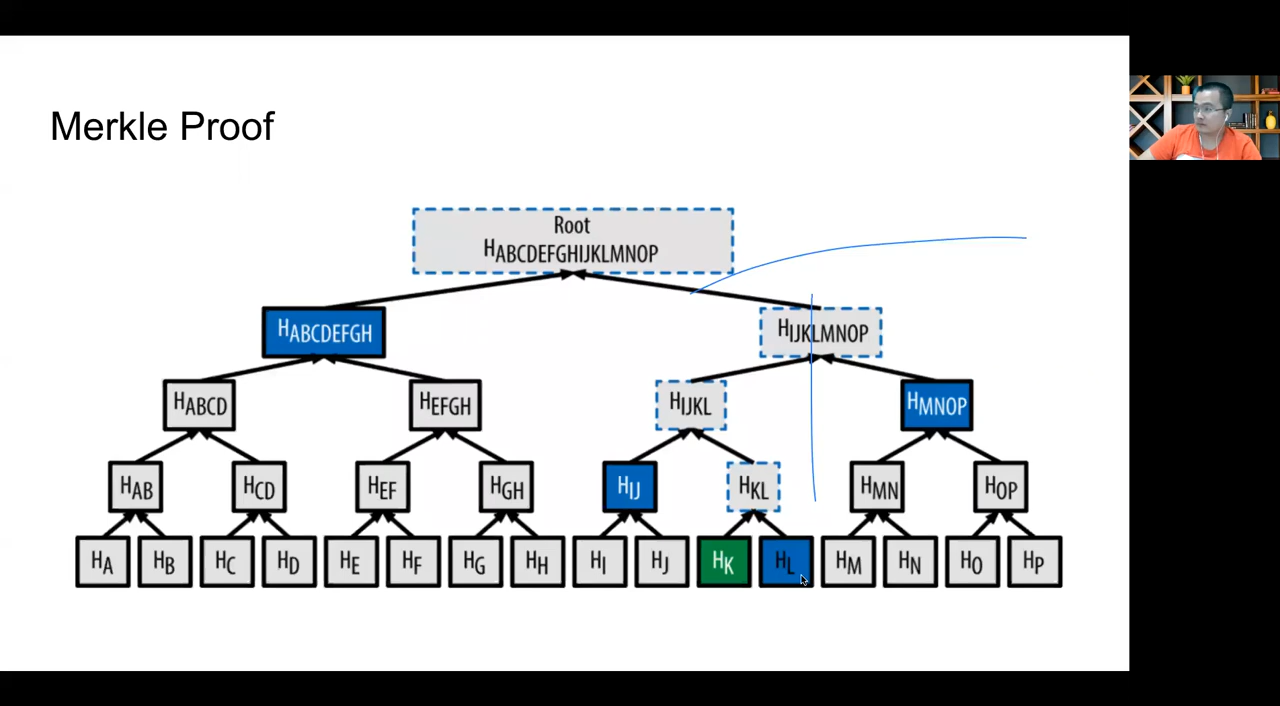 Merkle Proof
Root
HABCDEFGHIJKLMNOP
HABCDEFGH
HIJKLMNOP
HABCD
HEFGH
HIJKL
HMNOP
HAB
HCD
HEF
HGH
HIJ
HKL
HMN
HOP
HA
HB
HC
HD
HE
HF
HG
HH
HI
HJ
HK
HL
HM
HN
HO
HP